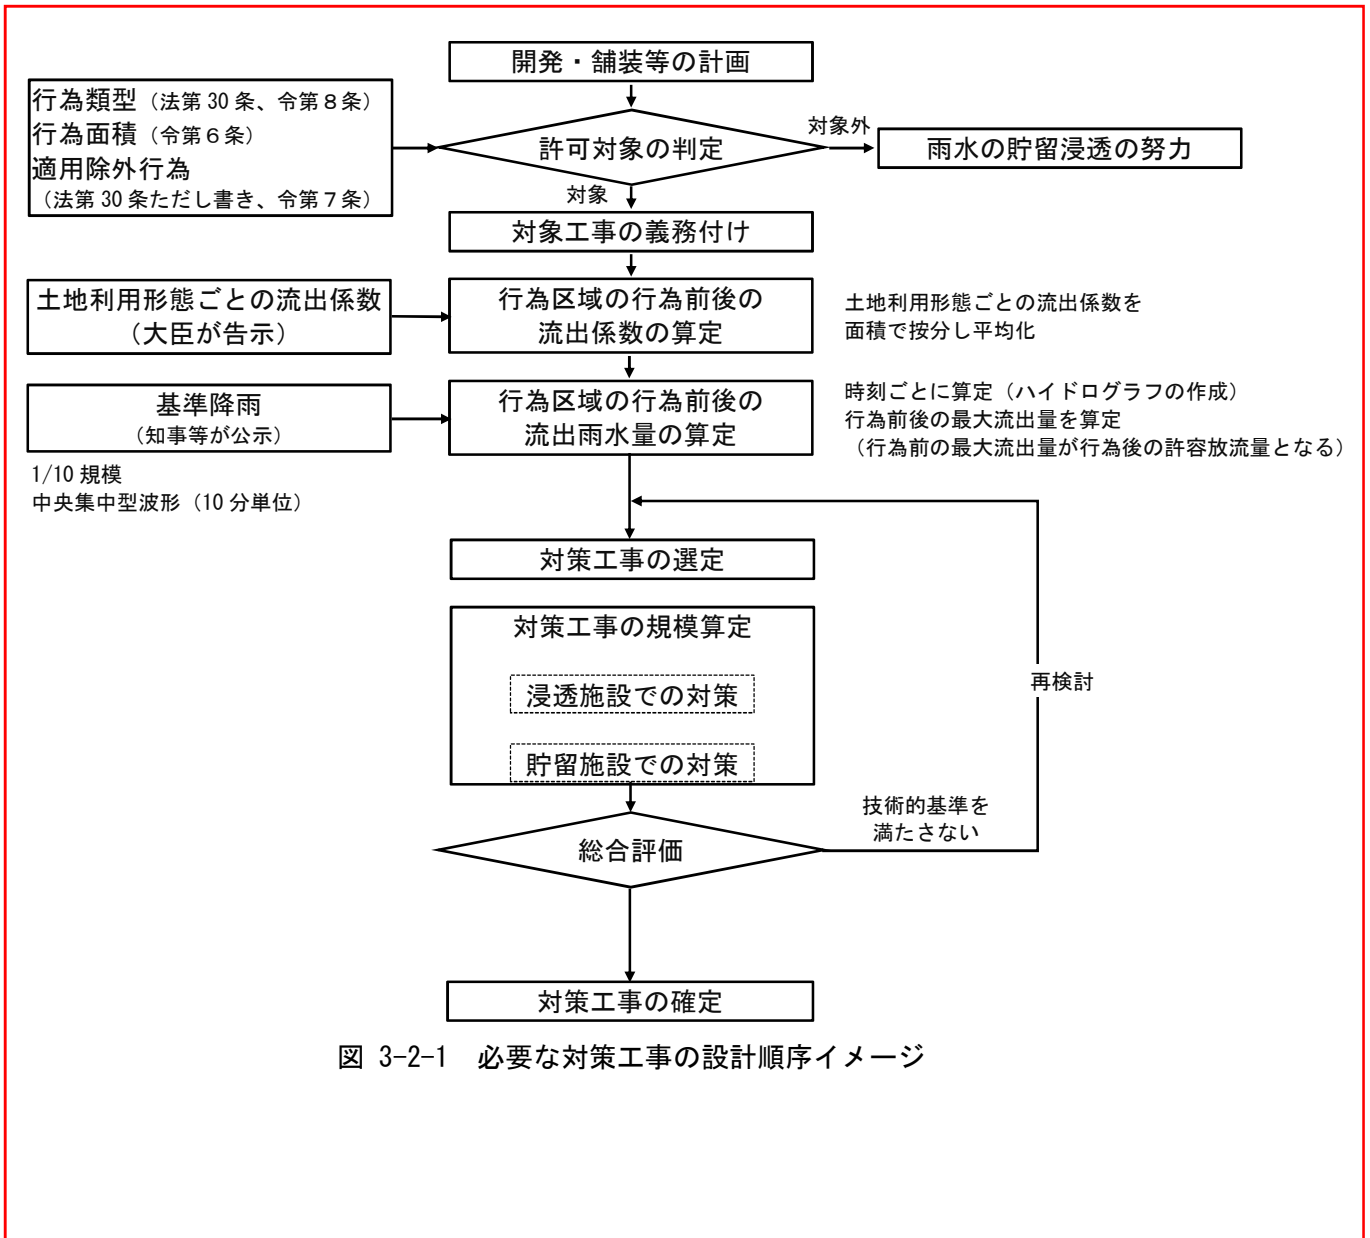 開発・舗装等の計画
行為類型（法第30条、令第８条）
行為面積（令第６条）
適用除外行為
（法第30条ただし書き、令第７条）
許可対象の判定
対象外
雨水の貯留浸透の努力
対象
対象工事の義務付け
土地利用形態ごとの流出係数
（大臣が告示）
行為区域の行為前後の
流出係数の算定
土地利用形態ごとの流出係数を
面積で按分し平均化
基準降雨
（知事等が公示）
1/10規模
中央集中型波形（10分単位）
行為区域の行為前後の
流出雨水量の算定
時刻ごとに算定（ハイドログラフの作成）
行為前後の最大流出量を算定
（行為前の最大流出量が行為後の許容放流量となる）
対策工事の選定
対策工事の規模算定
浸透施設での対策
貯留施設での対策
再検討
技術的基準を
満たさない
総合評価
対策工事の確定
図 3-2-1　必要な対策工事の設計順序イメージ